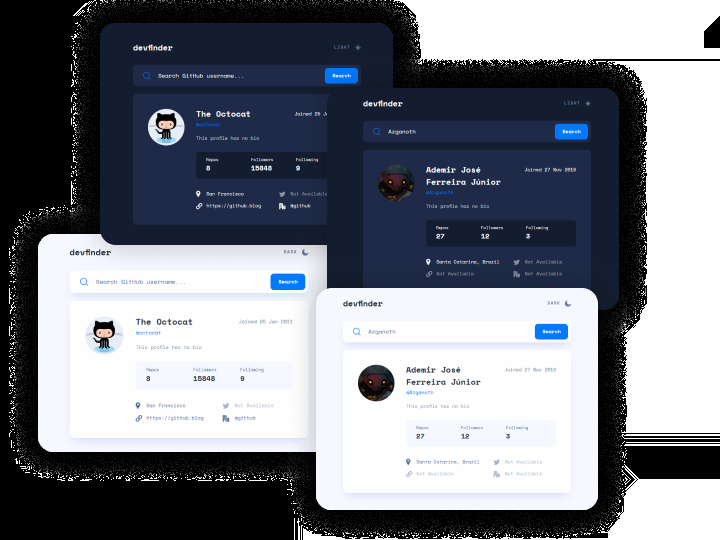 devfinder
LIGHT
Search GitHub username...
Search
The Octocat
@octocat
This profile has no bio
Repos
8
Followers
15848
Following
9
San Francisco
Not Available
https://github.blog
@github
devfinder
LIGHT
Azganoth
Search
Ademir José
Ferreira Júnior
Joined 27 Nov 2016
@Azganoth
This profile has no bio
Repos
27
Followers
12
Following
3
Santa Catarina, Brazil
Not Available
Not Available
Not Available
devfinder
DARK
Search GitHub username...
Search
The Octocat
Joined 25 Jan 2011
@octocat
This profile has no bio
Repos
8
Followers
15848
Following
9
San Francisco
Not Available
https://github.blog
@github
devfinder
DARK
Azganoth
Search
Ademir José
Ferreira Júnior
Joined 27 Nov 2016
@Azganoth
This profile has no bio
Repos
27
Followers
12
Following
3
Santa Catarina, Brazil
Not Available
Not Available
Not Available